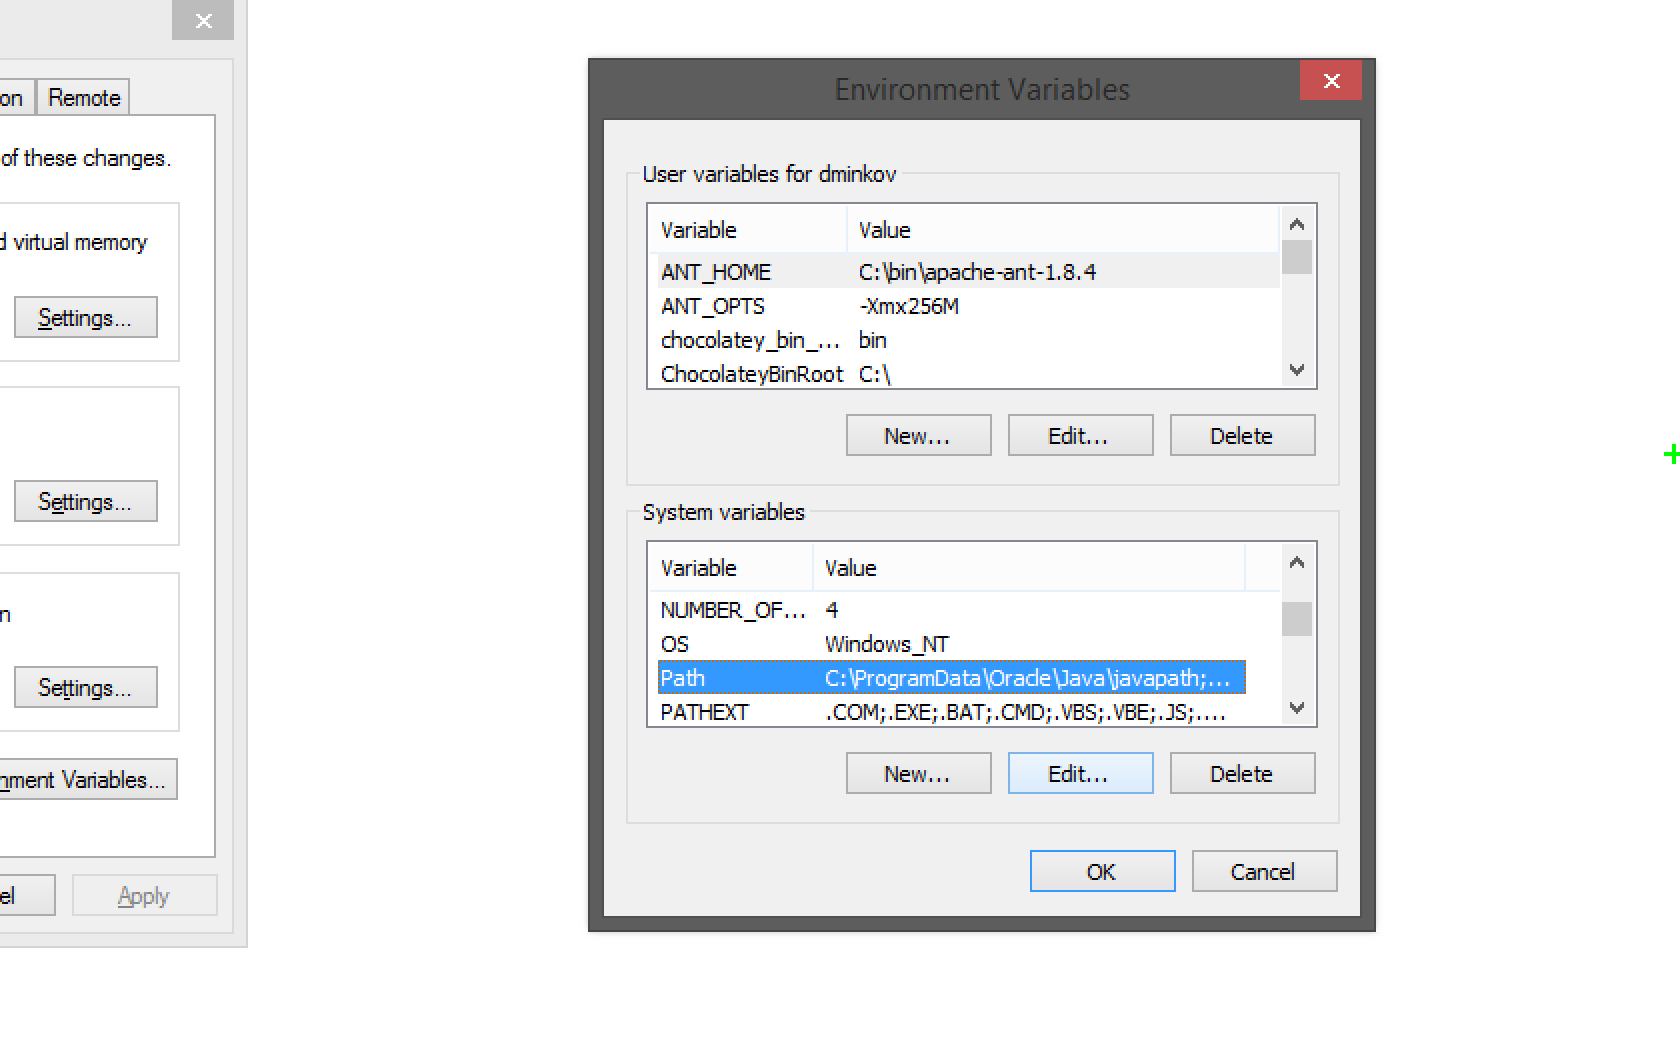 on
Remote
of these changes.
d virtual memory
Settings...
Settings...
n
Settings...
nment Variables...
el
Apply
Environment Variables
User variables for dminkov
Variable Value
ANT_HOME C:\bin\apache-ant-1.8.4
ANT_OPTS -Xmx256M
chocolatey_bin_... bin
ChocolateyBinRoot C:\
New... Edit... Delete
System variables
Variable Value
NUMBER_OF... 4
OS Windows_NT
Path C:\ProgramData\Oracle\Java\javapath;...
PATHEXT .COM;.EXE;.BAT;.CMD;.VBS;.VBE;.JS;....
New... Edit... Delete
OK Cancel